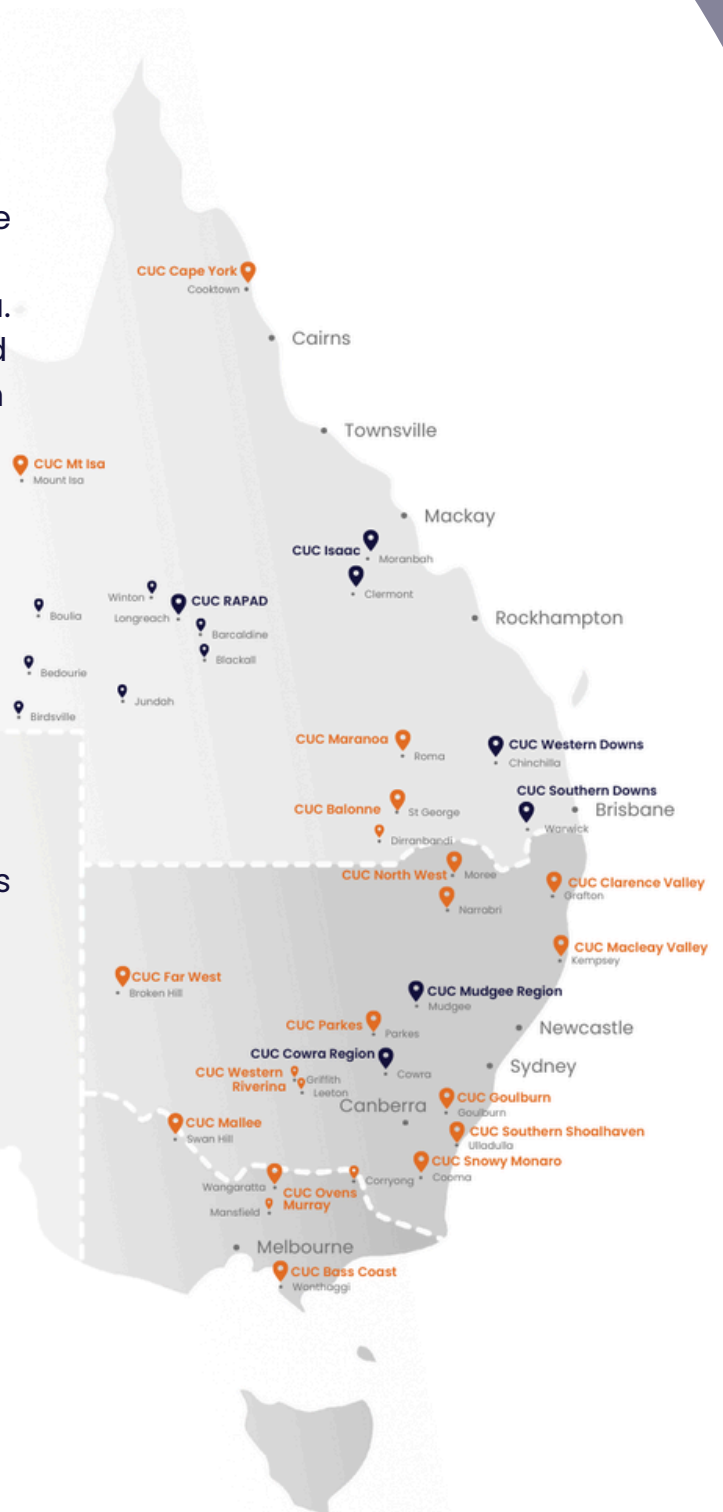 e
CUC Cape York
Cooktown
.
d
Cairns
Townsville
CUC Mt Isa
Mount Isa
Mackay
CUC Isaac
Moranbah
Clermont
Winton
CUC RAPAD
Longreach
Boulia
Barcaldine
Rockhampton
Blackall
Bedourie
Jundah
Birdsville
CUC Maranoa
Roma
CUC Western Downs
Chinchilla
CUC Southern Downs
CUC Balonne
St George
Brisbane
Warwick
Dirranbandi
CUC North West
Moree
s
CUC Clarence Valley
Grafton
Narrabri
CUC Macleay Valley
Kempsey
CUC Far West
Broken Hill
CUC Mudgee Region
Mudgee
CUC Parkes
Parkes
Newcastle
CUC Cowra Region
Cowra
Sydney
CUC Western
Riverina
Griffith
Leeton
CUC Goulburn
Goulburn
Canberra
CUC Mallee
Swan Hill
CUC Southern Shoalhaven
Ulladulla
CUC Snowy Monaro
Cooma
Corryong
Wangaratta
CUC Ovens
Murray
Mansfield
Melbourne
CUC Bass Coast
Wonthaggi